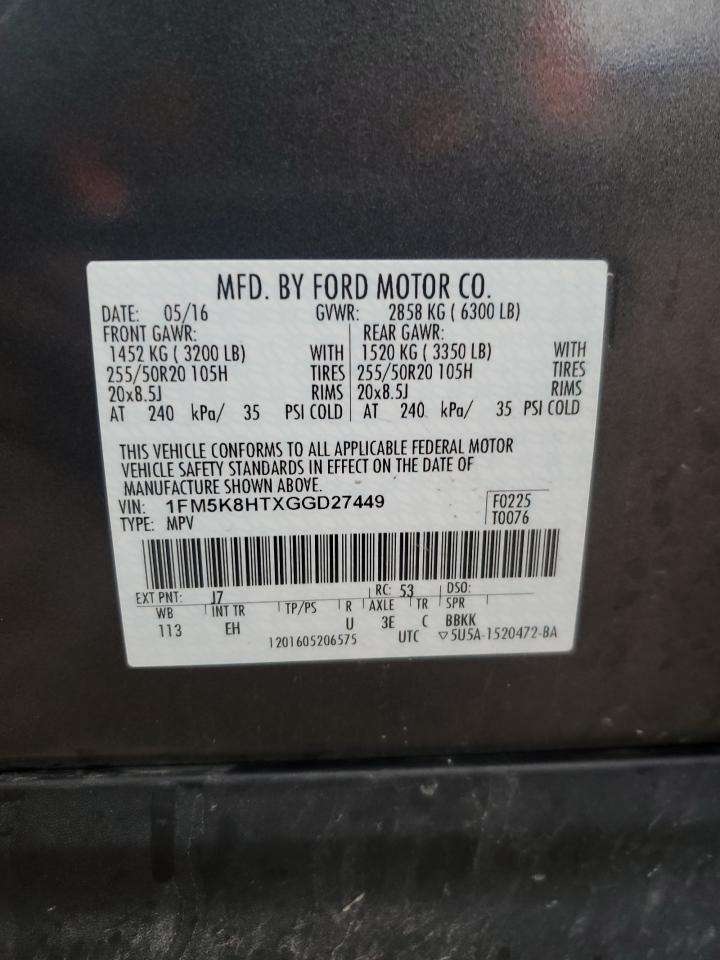 MFD. BY FORD MOTOR CO.
DATE: 05/16 GVWR: 2858 KG ( 6300 LB)
FRONT GAWR: REAR GAWR:
1452 KG ( 3200 LB) WITH 1520 KG ( 3350 LB) WITH
255/50R20 105H TIRES 255/50R20 105H TIRES
20x8.5J RIMS 20x8.5J RIMS
AT 240 kPa/ 35 PSI COLD AT 240 kPa/ 35 PSI COLD
THIS VEHICLE CONFORMS TO ALL APPLICABLE FEDERAL MOTOR
VEHICLE SAFETY STANDARDS IN EFFECT ON THE DATE OF
MANUFACTURE SHOWN ABOVE.
VIN: 1FM5K8HTXGGD27449 F0225
TYPE: MPV T0076
EXT PNT: J7 RC: 53 DSO:
WB INT TR TP/PS R AXLE TR SPR
113 EH U 3E C BBKK
1201605206575 UTC ▽5U5A-1520472-BA